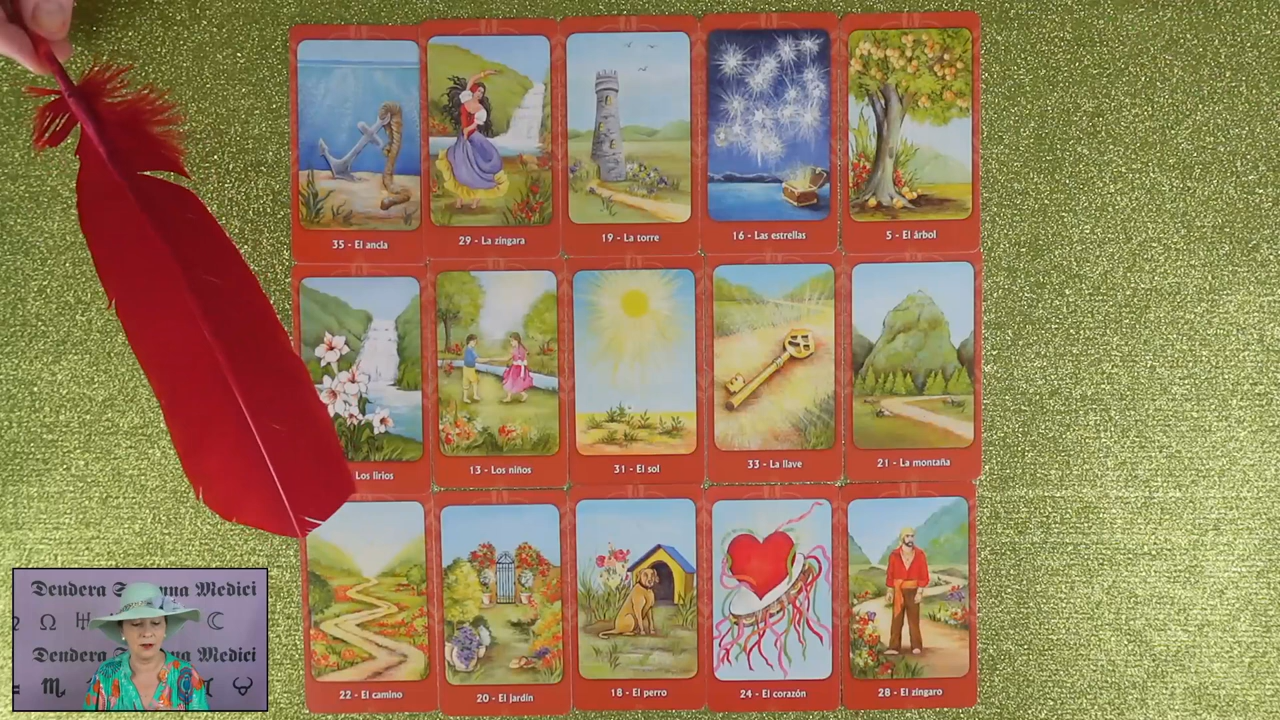 35 - El ancla
29 - La zíngara
19 - La torre
16 - Las estrellas
5 - El árbol
Los lirios
13 - Los niños
31 - El sol
33 - La llave
21 - La montaña
22 - El camino
20 - El jardín
18 - El perro
24 - El corazón
28 - El zíngaro
Dendera Medici
Dendera Medici